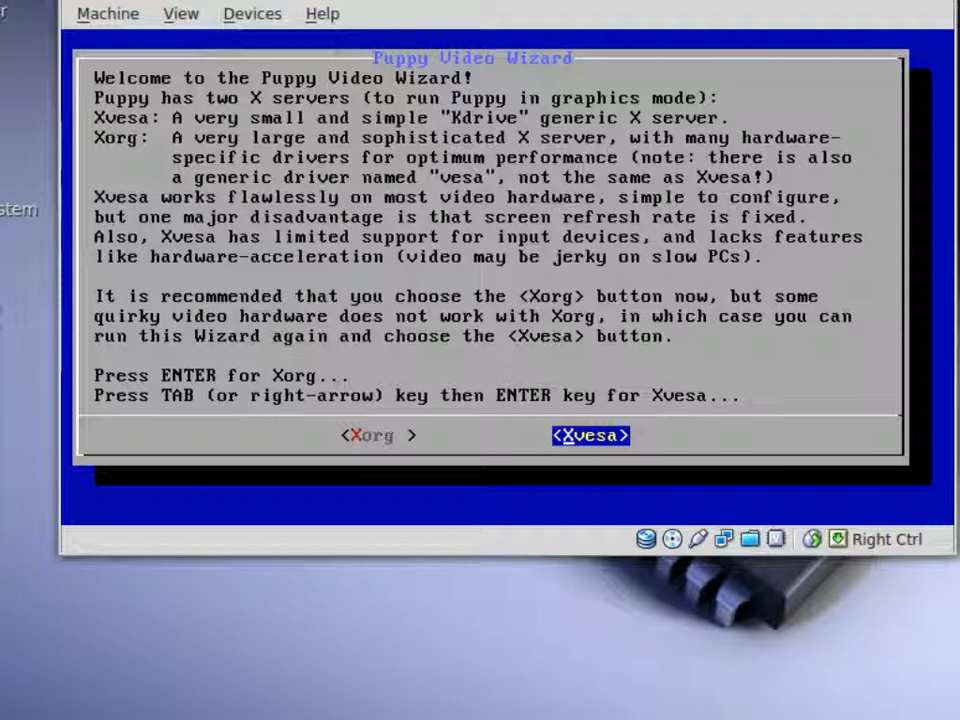 r
Machine View Devices Help
Puppy Video Wizard
Welcome to the Puppy Video Wizard!
Puppy has two X servers (to run Puppy in graphics mode):
Xvesa: A very small and simple "Kdrive" generic X server.
Xorg: A very large and sophisticated X server, with many hardware-
specific drivers for optimum performance (note: there is also
a generic driver named "vesa", not the same as Xvesa!)
Xvesa works flawlessly on most video hardware, simple to configure,
but one major disadvantage is that screen refresh rate is fixed.
Also, Xvesa has limited support for input devices, and lacks features
like hardware-acceleration (video may be jerky on slow PCs).
It is recommended that you choose the <Xorg> button now, but some
quirky video hardware does not work with Xorg, in which case you can
run this Wizard again and choose the <Xvesa> button.
Press ENTER for Xorg...
Press TAB (or right-arrow) key then ENTER key for Xvesa...
<Xorg > <Xvesa>
stem
Right Ctrl